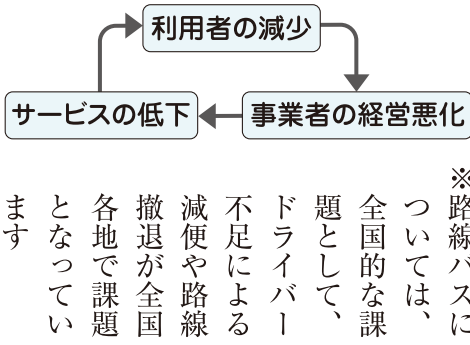 利用者の減少
事業者の経営悪化
サービスの低下
※路線バスに
ついては、
全国的な課
題として、
ドライバー
不足による
減便や路線
撤退が全国
各地で課題
となってい
ます